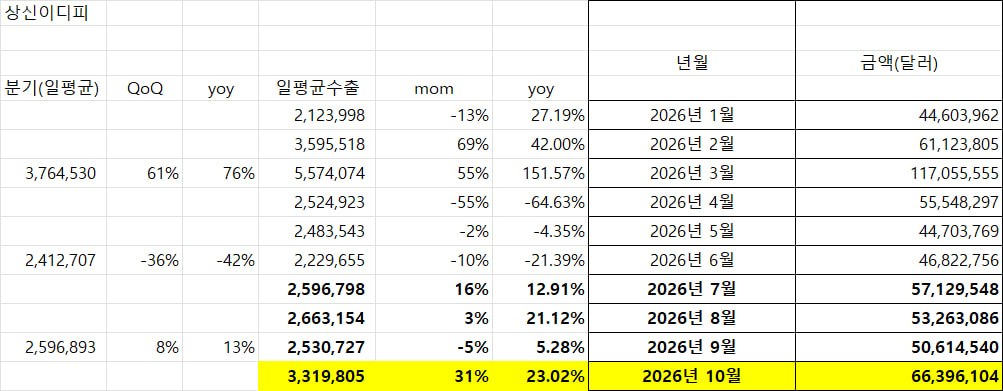 상신이디피
년월 금액(달러)
분기(일평균) QoQ yoy 일평균수출 mom yoy
2,123,998 -13% 27.19% 2026년 1월 44,603,962
3,595,518 69% 42.00% 2026년 2월 61,123,805
3,764,530 61% 76% 5,574,074 55% 151.57% 2026년 3월 117,055,555
2,524,923 -55% -64.63% 2026년 4월 55,548,297
2,483,543 -2% -4.35% 2026년 5월 44,703,769
2,412,707 -36% -42% 2,229,655 -10% -21.39% 2026년 6월 46,822,756
2,596,798 16% 12.91% 2026년 7월 57,129,548
2,663,154 3% 21.12% 2026년 8월 53,263,086
2,596,893 8% 13% 2,530,727 -5% 5.28% 2026년 9월 50,614,540
3,319,805 31% 23.02% 2026년 10월 66,396,104